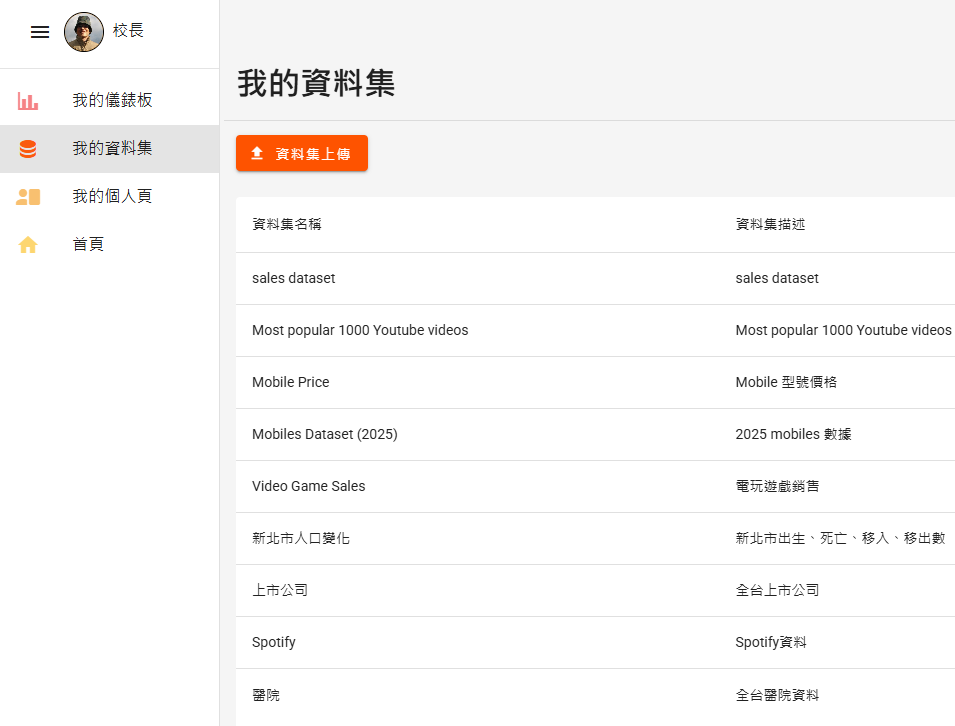 校長
我的儀錶板
我的資料集
我的個人頁
首頁
我的資料集
資料集上傳
資料集名稱 資料集描述
sales dataset sales dataset
Most popular 1000 Youtube videos Most popular 1000 Youtube videos
Mobile Price Mobile 型號價格
Mobiles Dataset (2025) 2025 mobiles 數據
Video Game Sales 電玩遊戲銷售
新北市人口變化 新北市出生、死亡、移入、移出數
上市公司 全台上市公司
Spotify Spotify資料
醫院 全台醫院資料